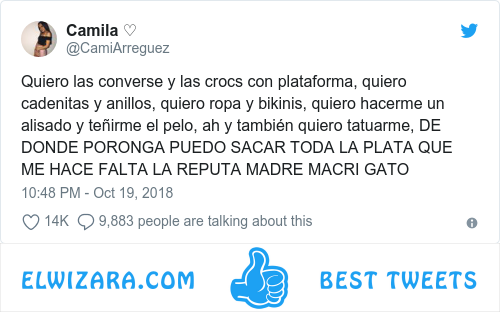 Camila ♡
@CamiArreguez
Quiero las converse y las crocs con plataforma, quiero
cadenitas y anillos, quiero ropa y bikinis, quiero hacerme un
alisado y teñirme el pelo, ah y también quiero tatuarme, DE
DONDE PORONGA PUEDO SACAR TODA LA PLATA QUE
ME HACE FALTA LA REPUTA MADRE MACRI GATO
10:48 PM - Oct 19, 2018
14K 9,883 people are talking about this
ELWIZARA.COM BEST TWEETS